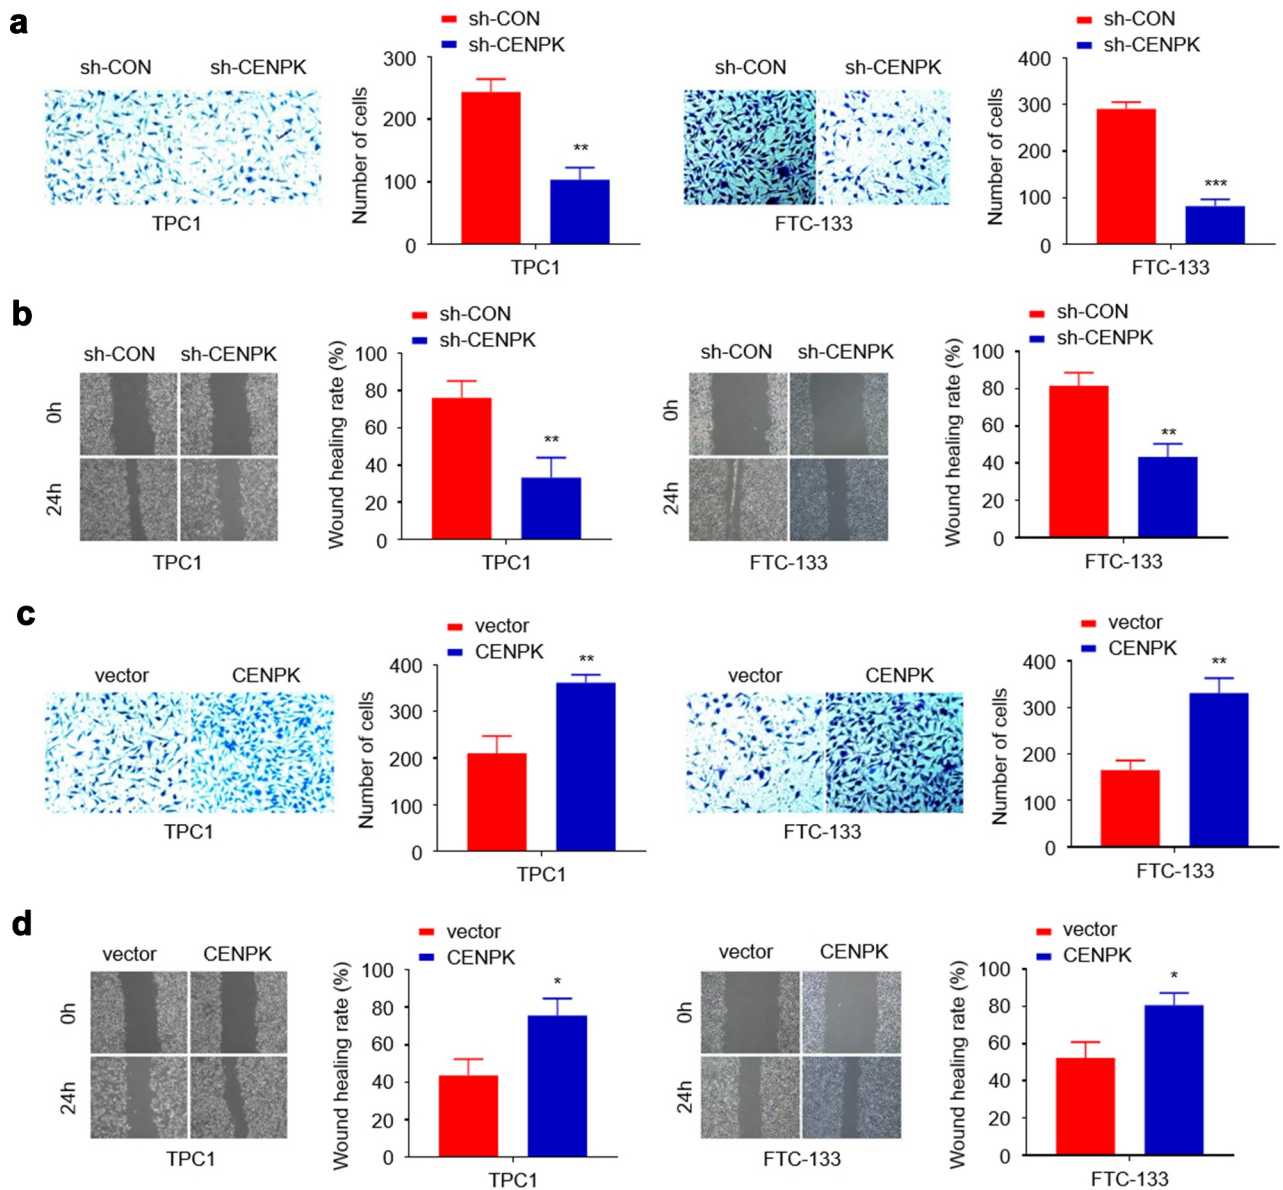 a
sh-CON
sh-CENPK
sh-CON sh-CENPK
TPC1
Number of cells
300
200
100
0
**
TPC1
sh-CON
sh-CENPK
sh-CON sh-CENPK
FTC-133
Number of cells
400
300
200
100
0
***
FTC-133
b
sh-CON
sh-CENPK
sh-CON sh-CENPK
0h
24h
TPC1
Wound healing rate (%)
100
80
60
40
20
0
**
TPC1
sh-CON
sh-CENPK
sh-CON sh-CENPK
0h
24h
FTC-133
Wound healing rate (%)
100
80
60
40
20
0
**
FTC-133
c
vector
CENPK
vector CENPK
TPC1
Number of cells
400
300
200
100
0
**
TPC1
vector
CENPK
vector CENPK
FTC-133
Number of cells
400
300
200
100
0
**
FTC-133
d
vector
CENPK
vector CENPK
0h
24h
TPC1
Wound healing rate (%)
100
80
60
40
20
0
*
TPC1
vector
CENPK
vector CENPK
0h
24h
FTC-133
Wound healing rate (%)
100
80
60
40
20
0
*
FTC-133